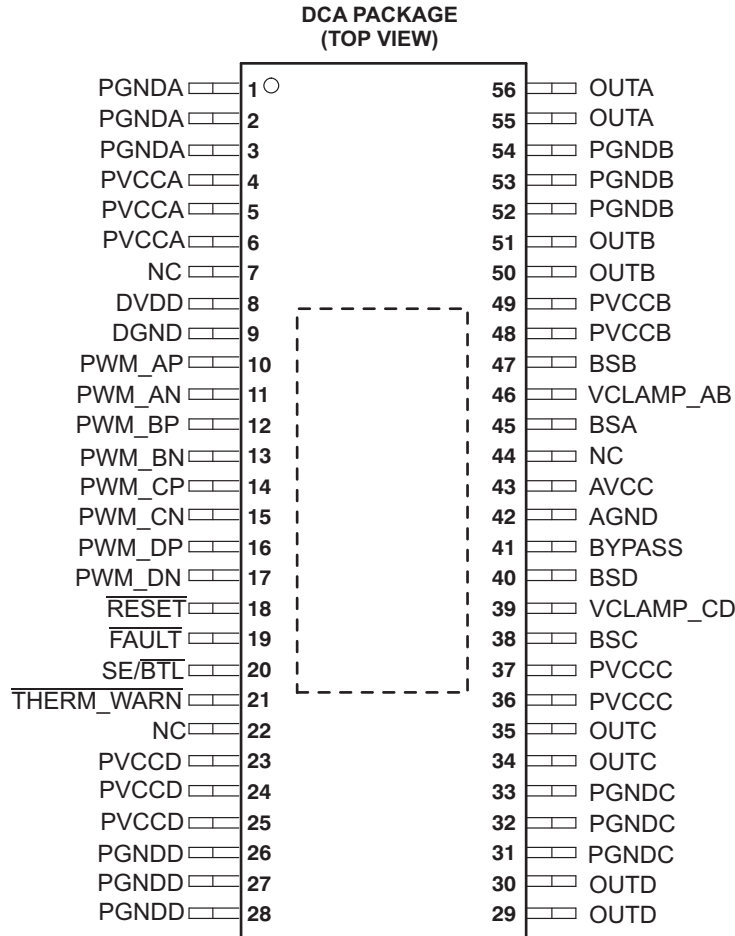 DCA PACKAGE
(TOP VIEW)
PGNDA 1 56 OUTA
PGNDA 2 55 OUTA
PGNDA 3 54 PGNDB
PVCCA 4 53 PGNDB
PVCCA 5 52 PGNDB
PVCCA 6 51 OUTB
NC 7 50 OUTB
DVDD 8 49 PVCCB
DGND 9 48 PVCCB
PWM_AP 10 47 BSB
PWM_AN 11 46 VCLAMP_AB
PWM_BP 12 45 BSA
PWM_BN 13 44 NC
PWM_CP 14 43 AVCC
PWM_CN 15 42 AGND
PWM_DP 16 41 BYPASS
PWM_DN 17 40 BSD
RESET 18 39 VCLAMP_CD
FAULT 19 38 BSC
SE/BTL 20 37 PVCCC
THERM_WARN 21 36 PVCCC
NC 22 35 OUTC
PVCCD 23 34 OUTC
PVCCD 24 33 PGNDC
PVCCD 25 32 PGNDC
PGNDD 26 31 PGNDC
PGNDD 27 30 OUTD
PGNDD 28 29 OUTD